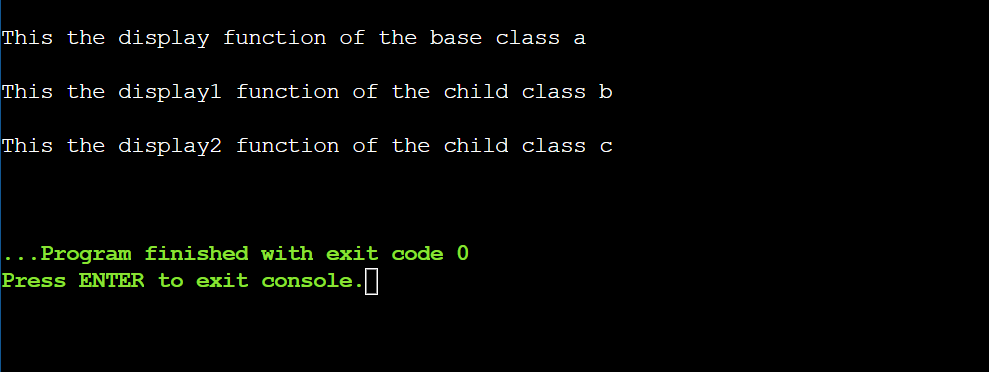 This the display function of the base class a
This the display1 function of the child class b
This the display2 function of the child class c
...Program finished with exit code 0
Press ENTER to exit console.